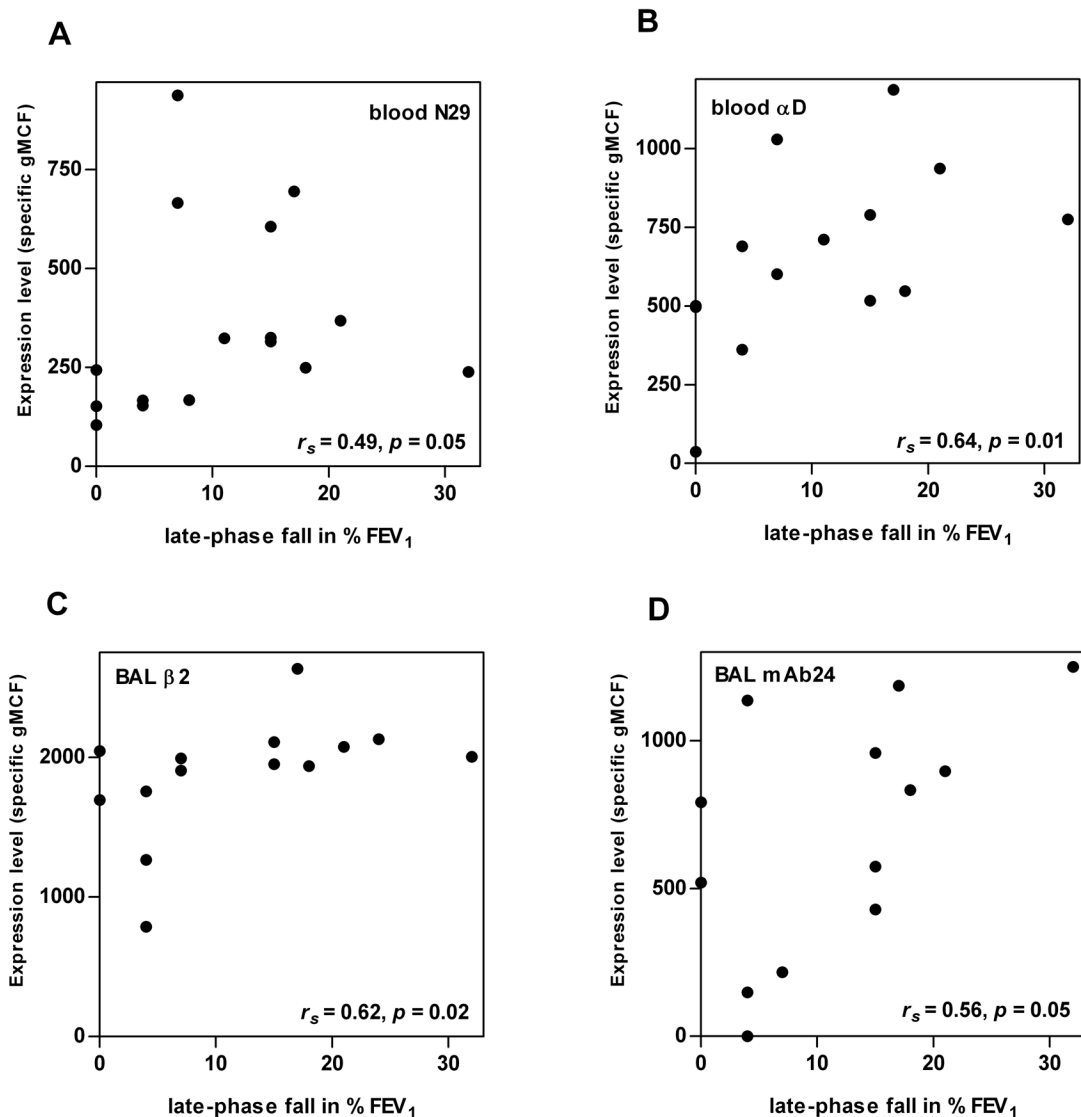 A
Expression level (specific gMCF)
blood N29
750
500
250
0
r_s = 0.49, p = 0.05
0 10 20 30
late-phase fall in % FEV₁
B
Expression level (specific gMCF)
blood αD
1000
750
500
250
0
r_s = 0.64, p = 0.01
0 10 20 30
late-phase fall in % FEV₁
C
Expression level (specific gMCF)
BAL β2
2000
1000
0
r_s = 0.62, p = 0.02
0 10 20 30
late-phase fall in % FEV₁
D
Expression level (specific gMCF)
BAL mAb24
1000
500
0
r_s = 0.56, p = 0.05
0 10 20 30
late-phase fall in % FEV₁